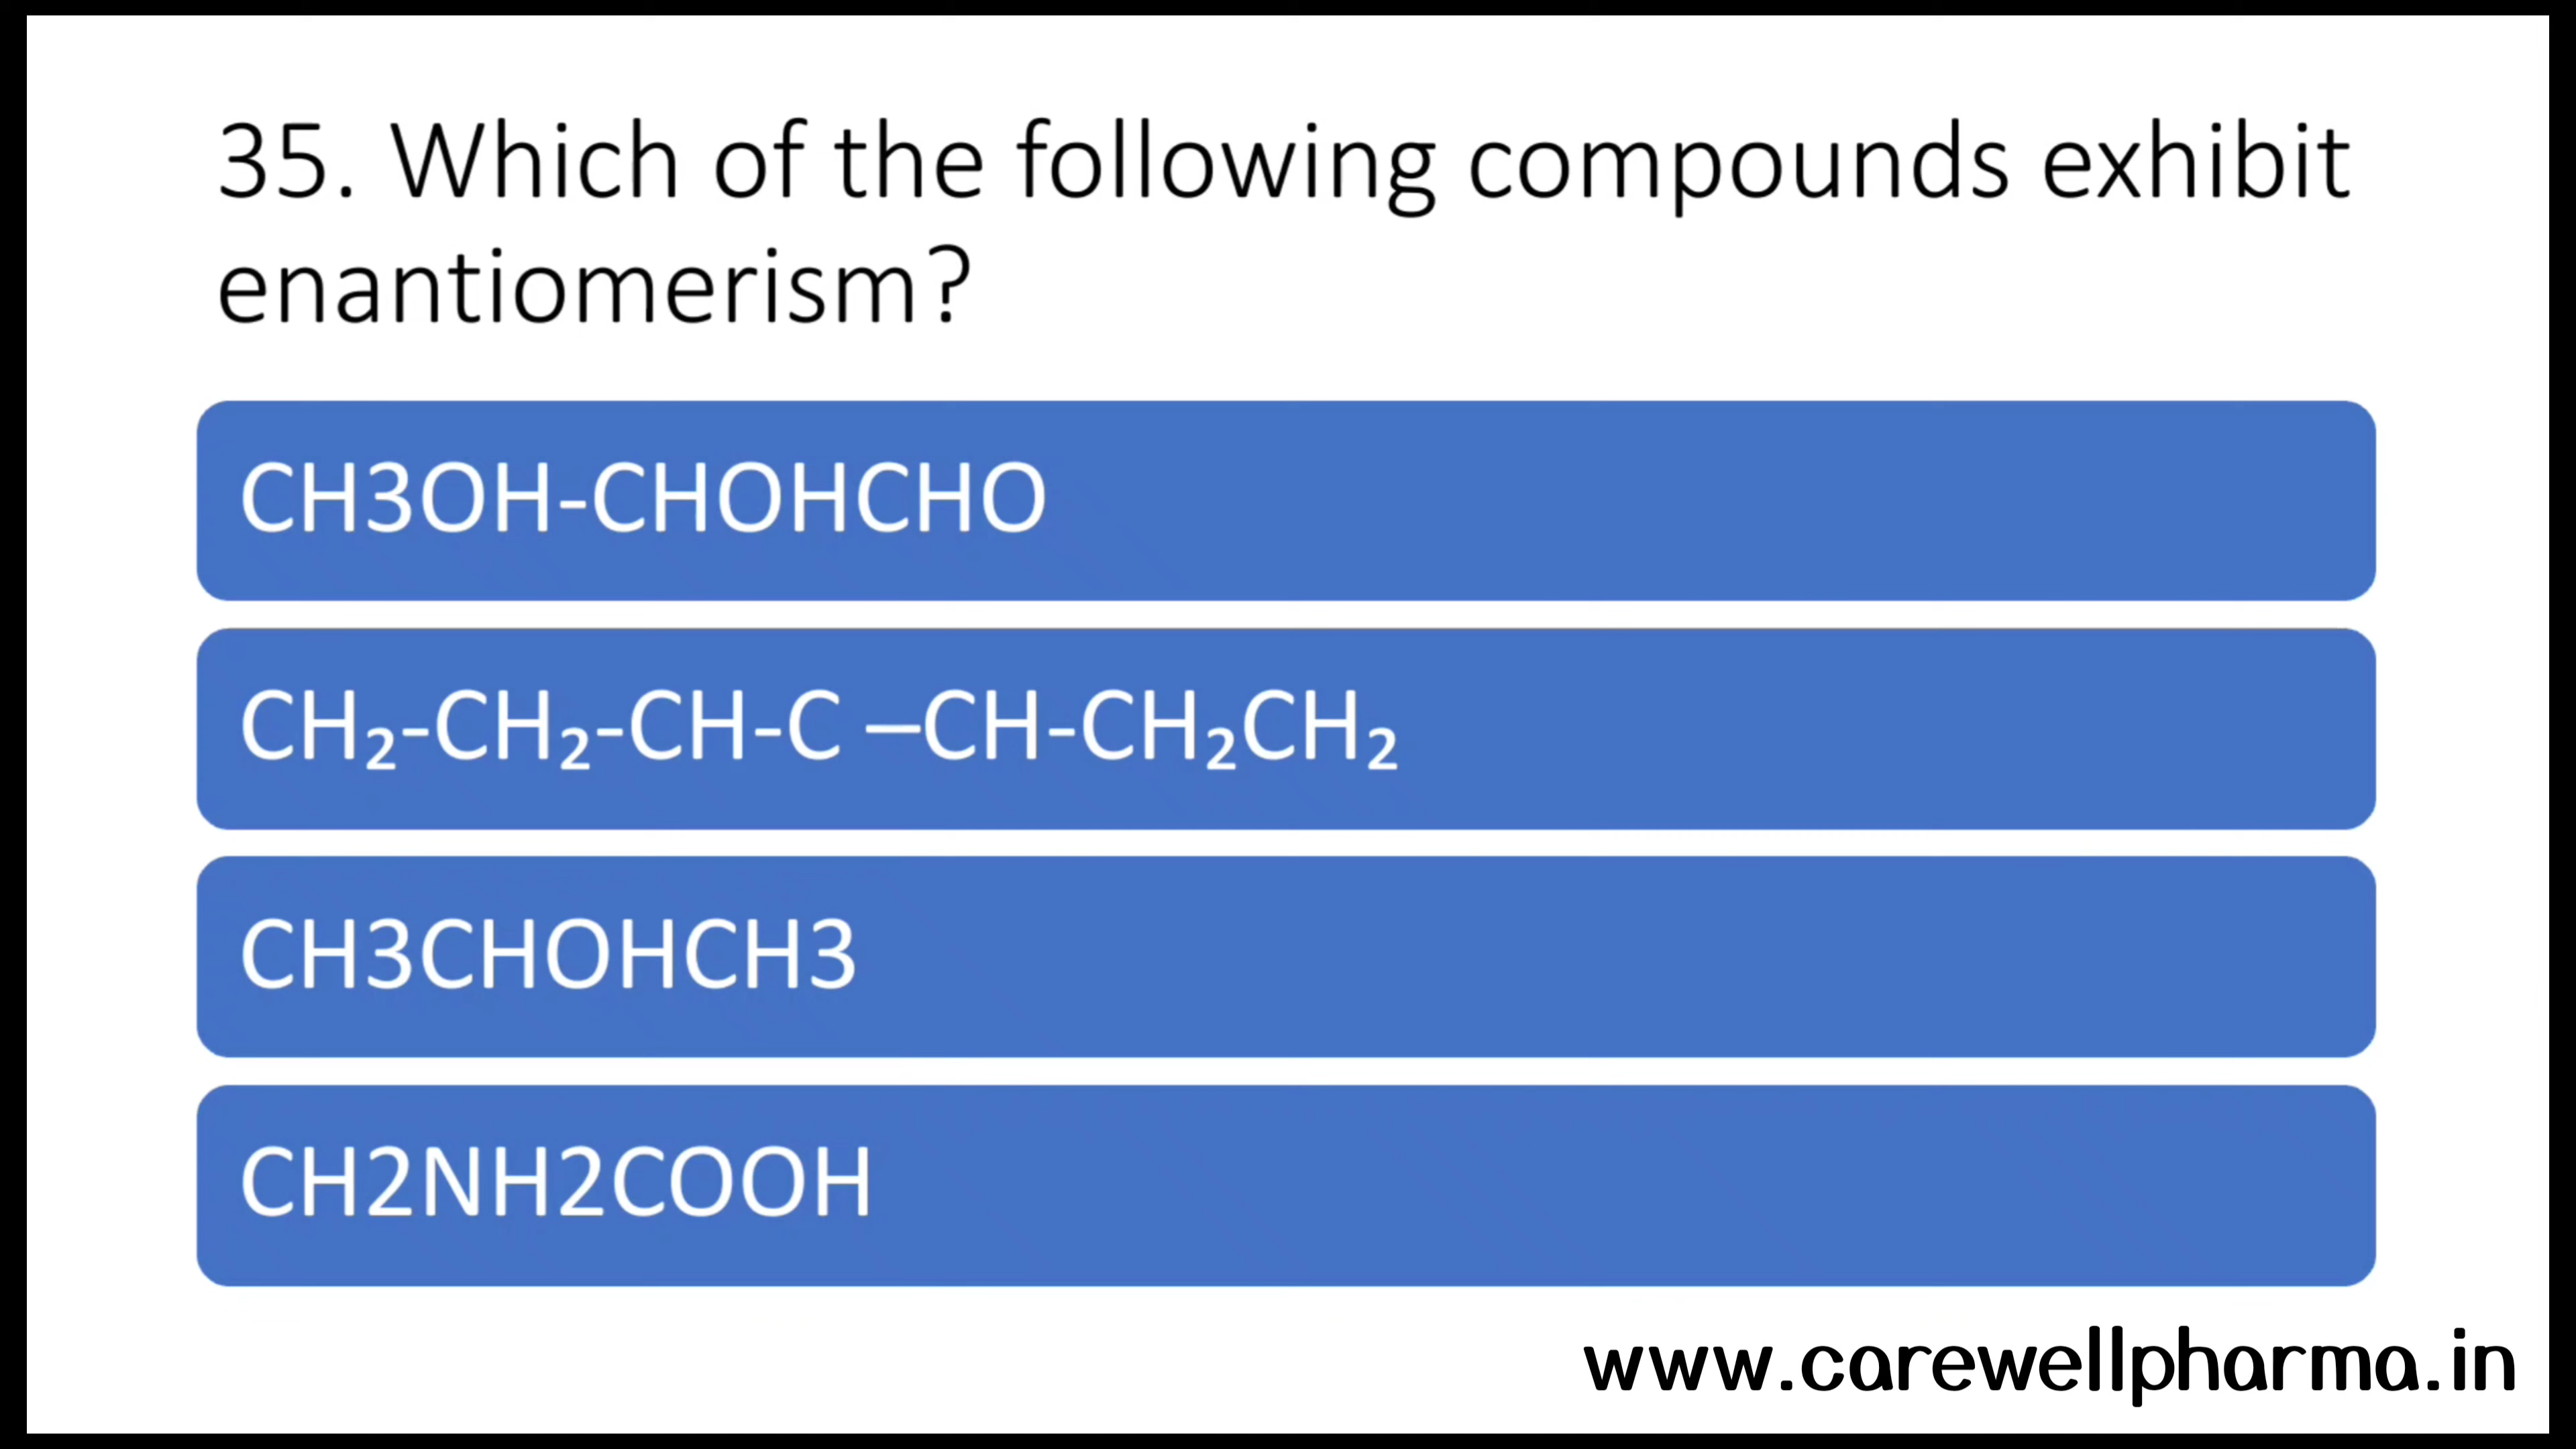 35. Which of the following compounds exhibit
enantiomerism?
CH3OH-CHOHCHO
CH₂-CH₂-CH-C –CH-CH₂CH₂
CH3CHOHCH3
CH2NH2COOH
www.carewellpharma.in